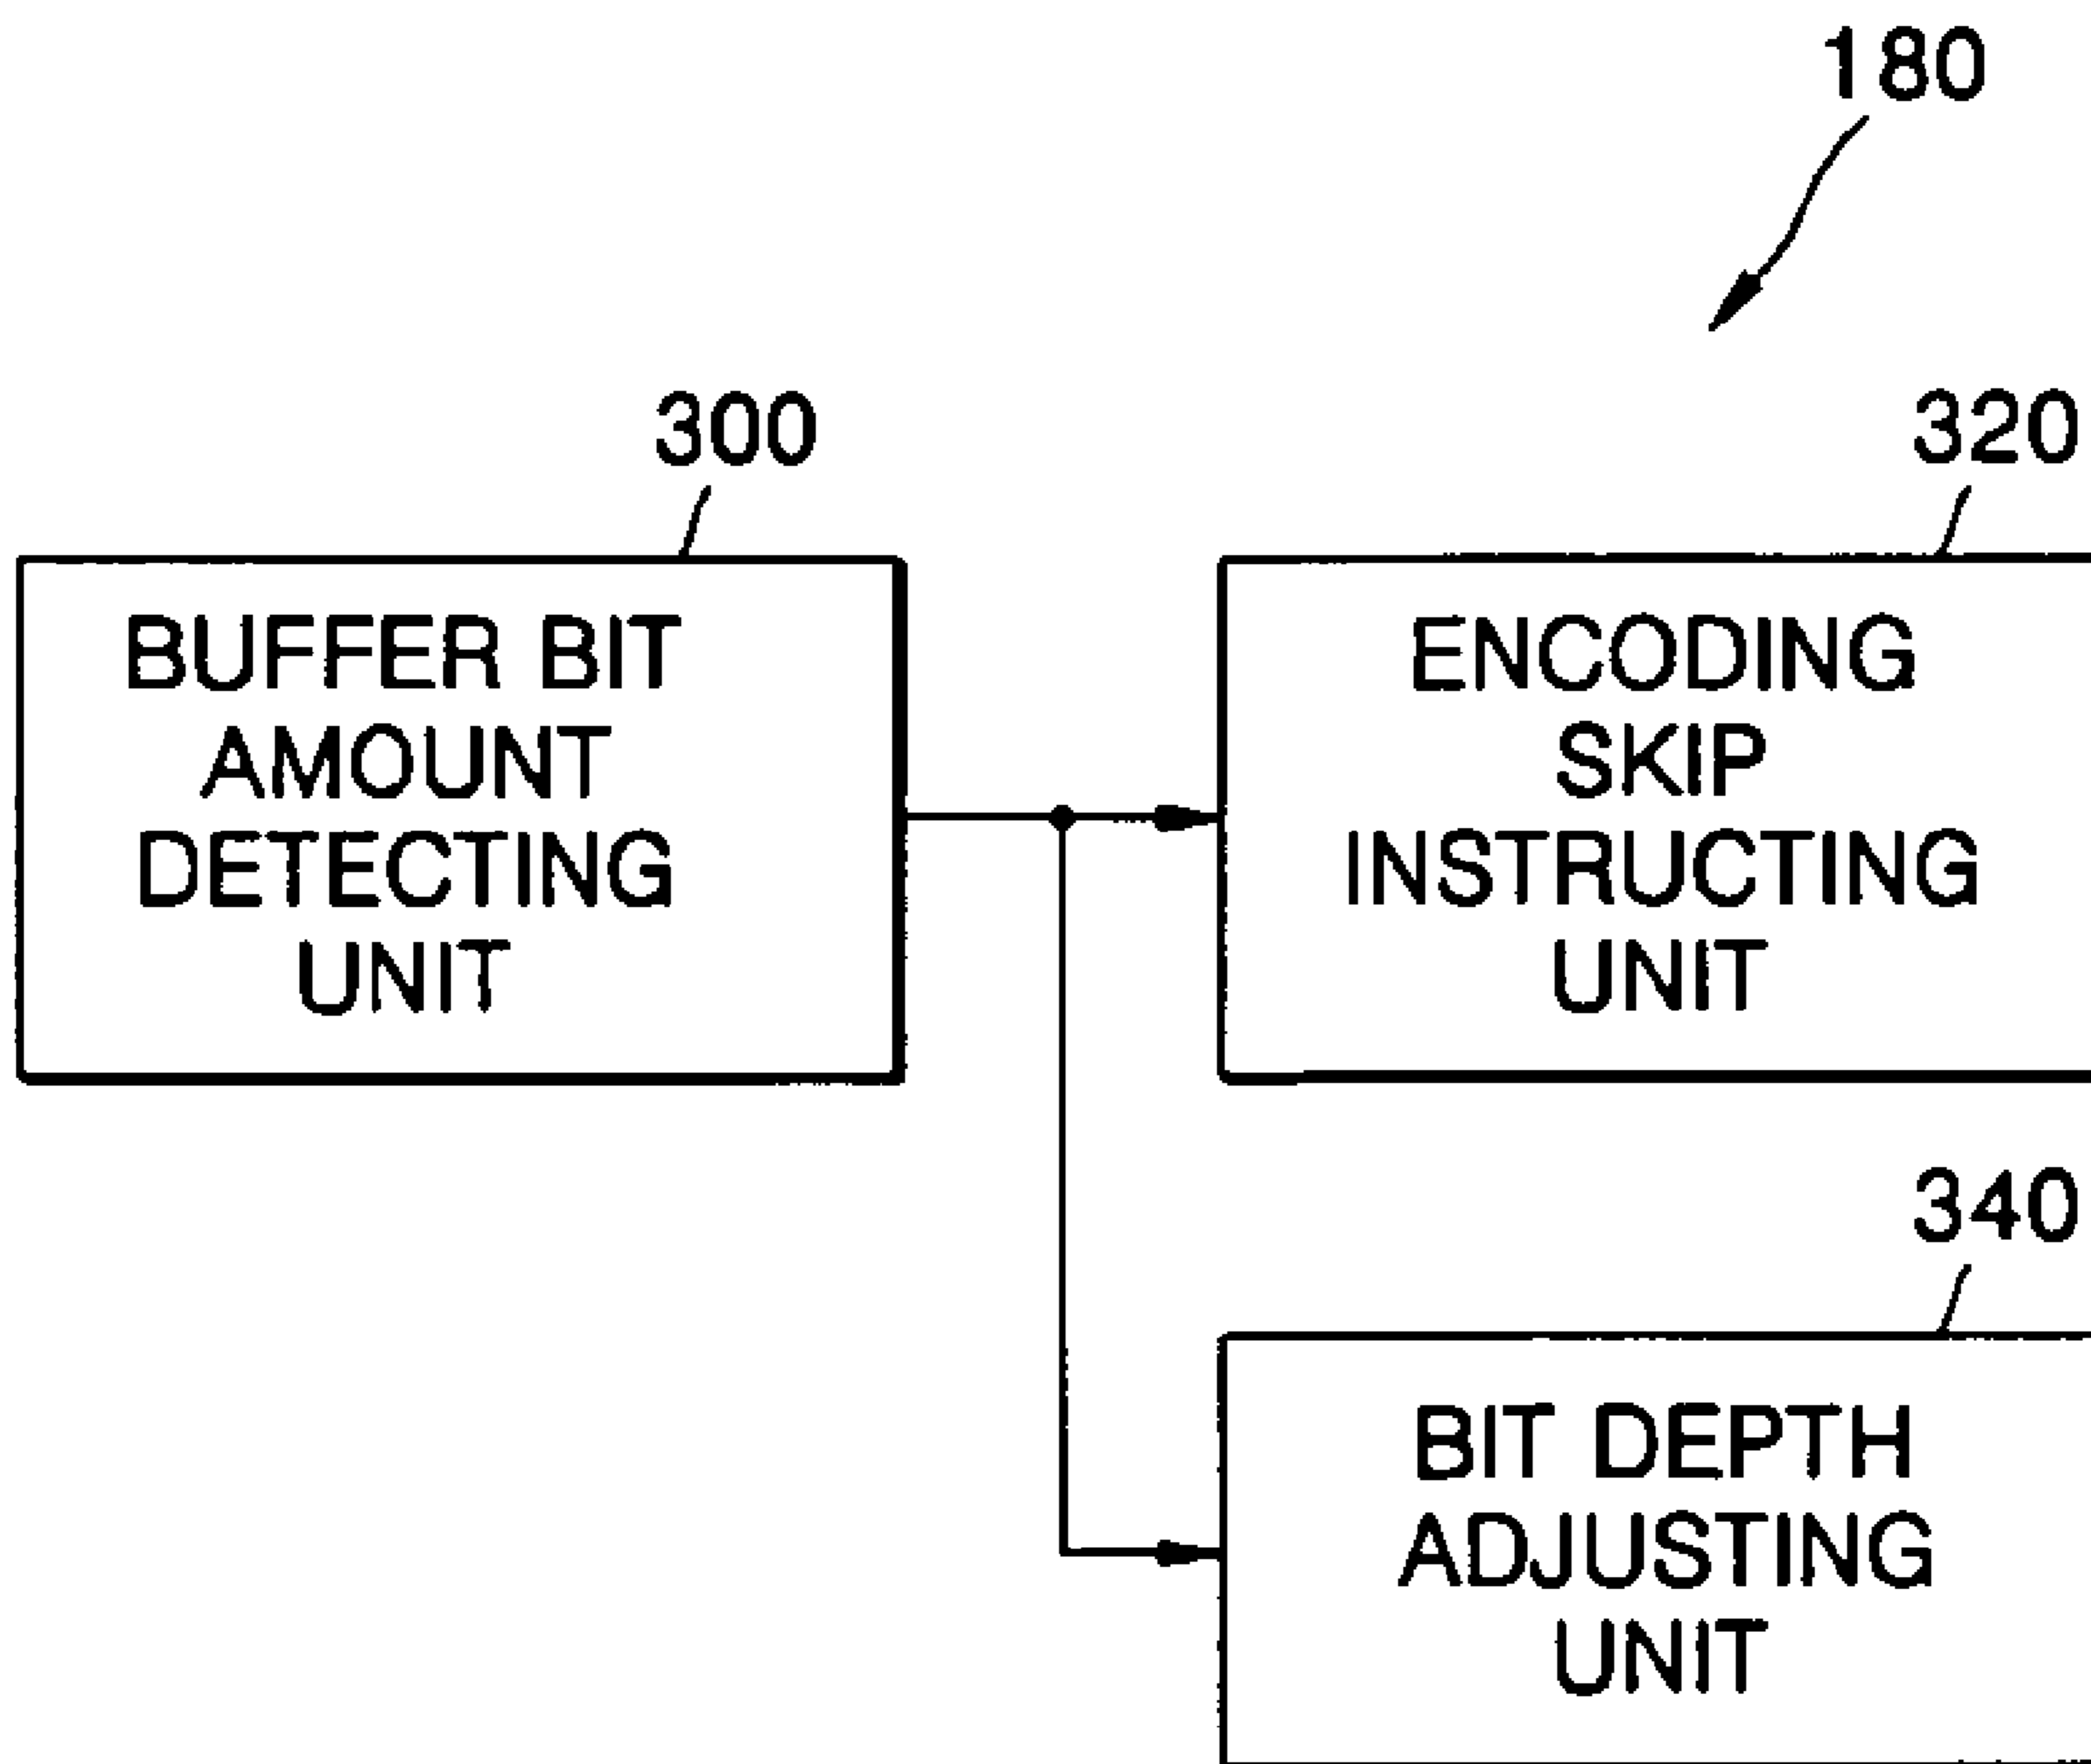 180
300
BUFFER BIT
AMOUNT
DETECTING
UNIT
320
ENCODING
SKIP
INSTRUCTING
UNIT
340
BIT DEPTH
ADJUSTING
UNIT